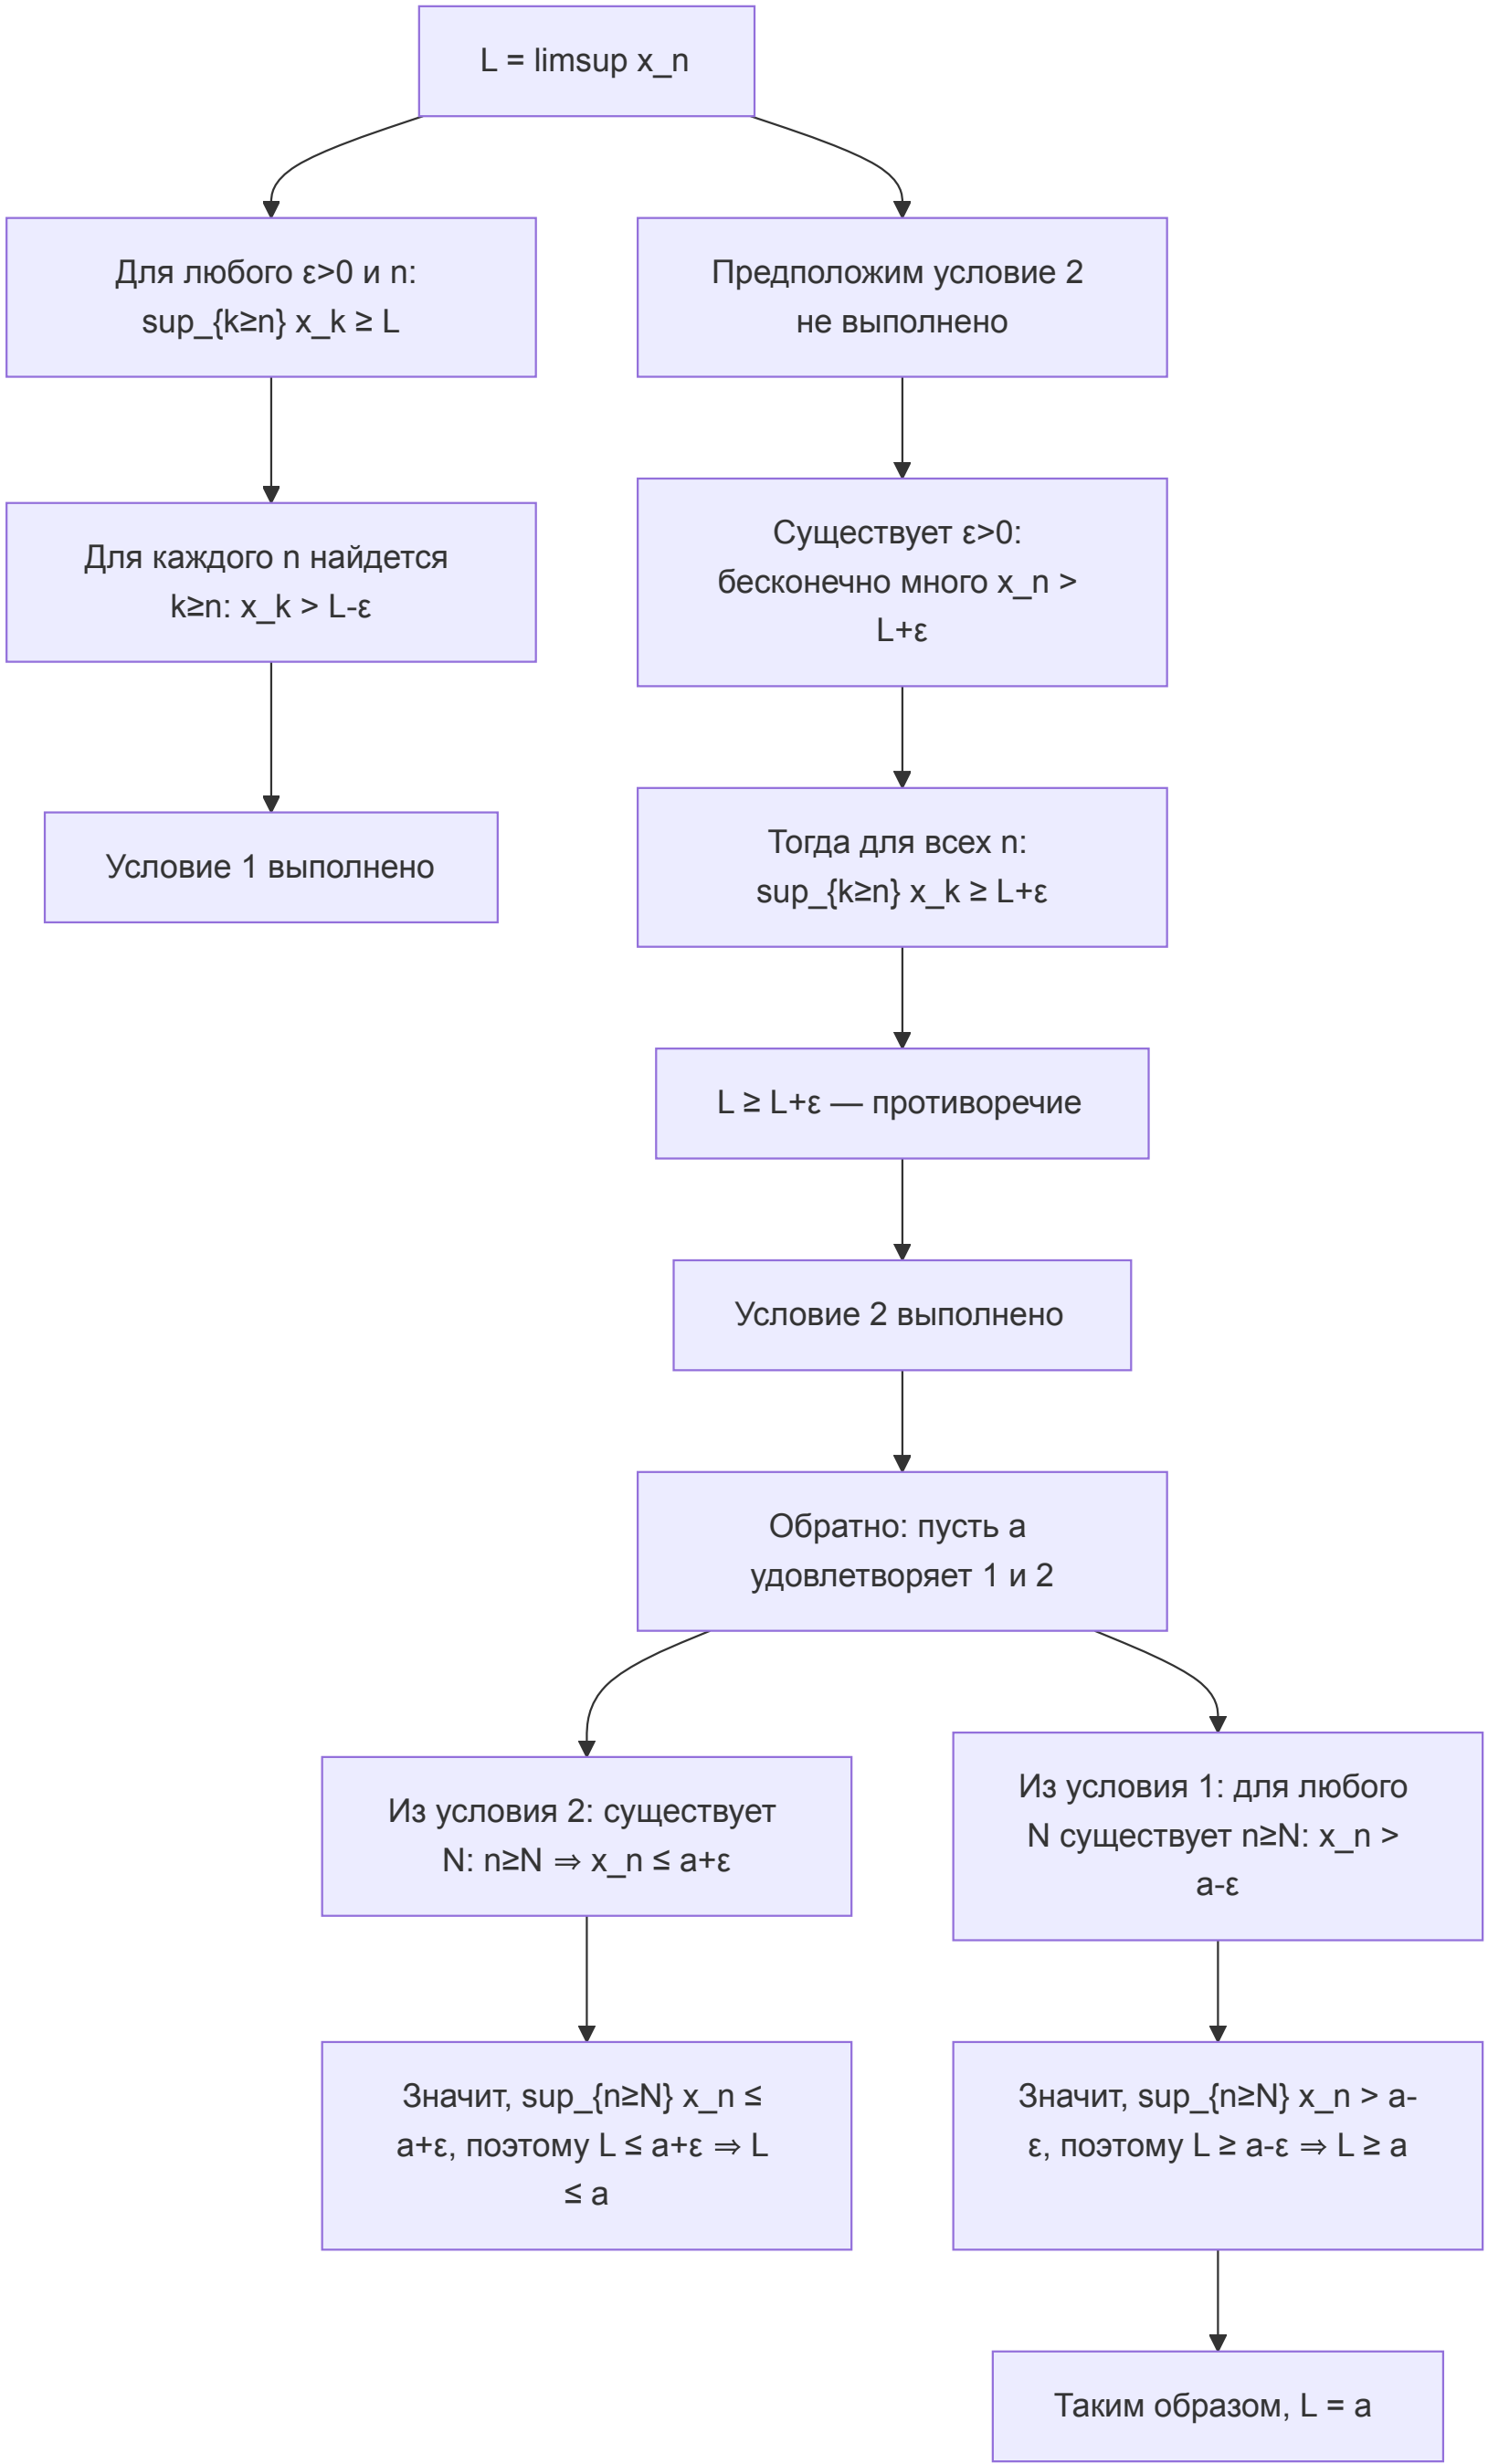 L = limsup x_n
Для любого ε>0 и n:
sup_{k≥n} x_k ≥ L
Предположим условие 2
не выполнено
Для каждого n найдется
k≥n: x_k > L-ε
Существует ε>0:
бесконечно много x_n >
L+ε
Условие 1 выполнено
Тогда для всех n:
sup_{k≥n} x_k ≥ L+ε
L ≥ L+ε — противоречие
Условие 2 выполнено
Обратно: пусть a
удовлетворяет 1 и 2
Из условия 2: существует
N: n≥N ⇒ x_n ≤ a+ε
Из условия 1: для любого
N существует n≥N: x_n >
a-ε
Значит, sup_{n≥N} x_n ≤
a+ε, поэтому L ≤ a+ε ⇒ L
≤ a
Значит, sup_{n≥N} x_n > a-
ε, поэтому L ≥ a-ε ⇒ L ≥ a
Таким образом, L = a